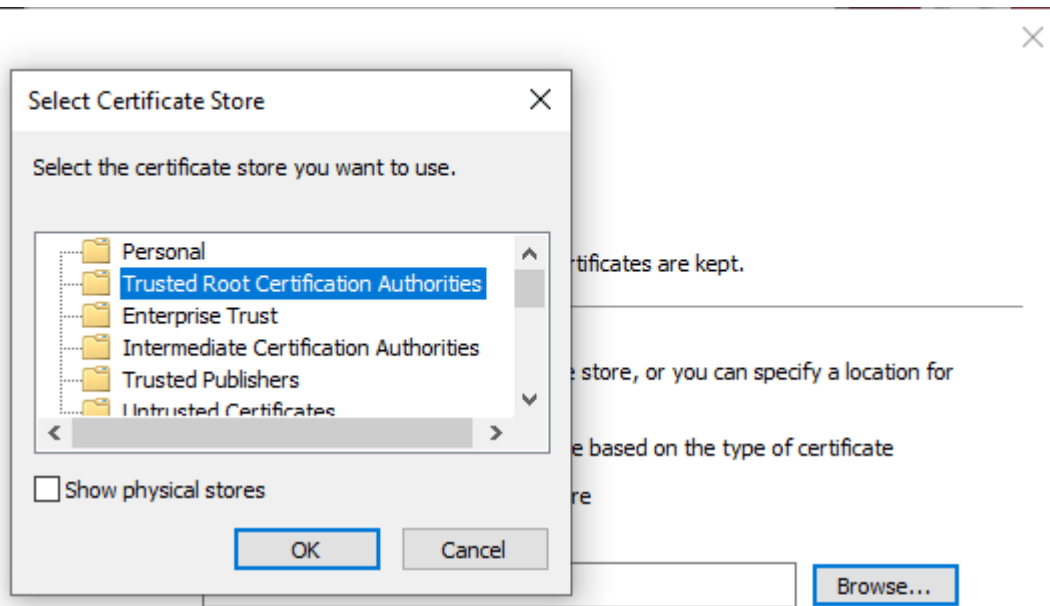 Select Certificate Store
Select the certificate store you want to use.
Personal
Trusted Root Certification Authorities
Enterprise Trust
Intermediate Certification Authorities
Trusted Publishers
Untrusted Certificates
Show physical stores
OK Cancel
tificates are kept.
store, or you can specify a location for
e based on the type of certificate
re
Browse...